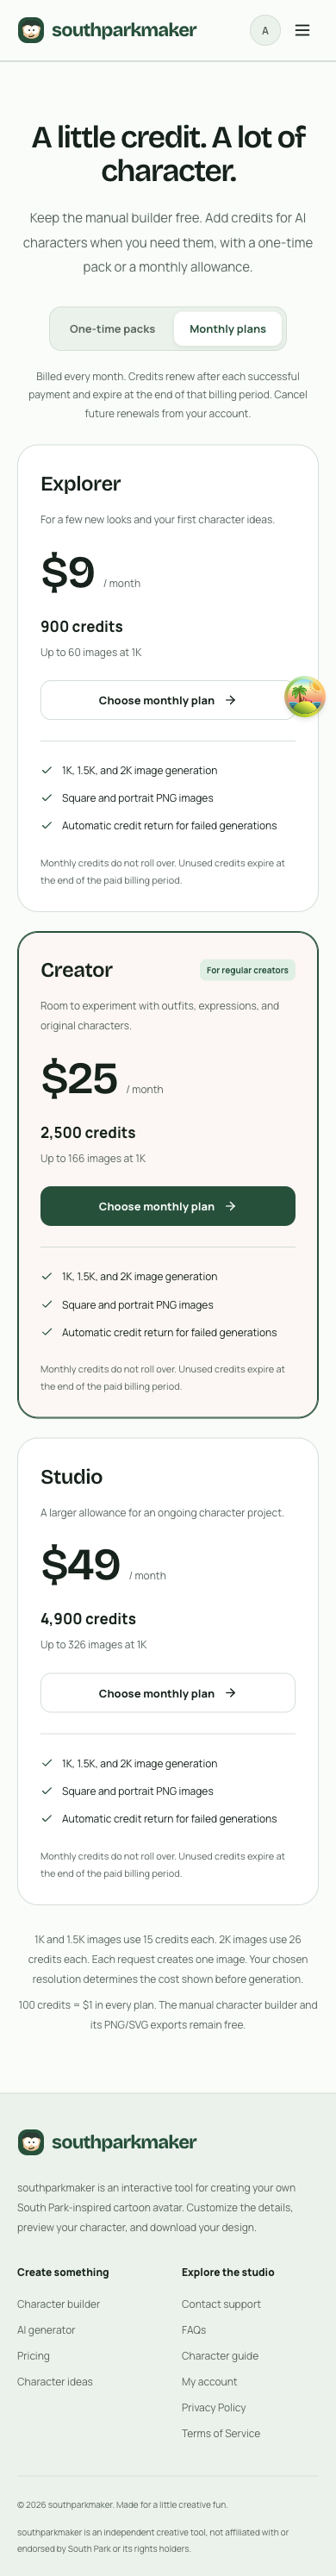 southparkmaker
A
A little credit. A lot of
character.
Keep the manual builder free. Add credits for AI
characters when you need them, with a one-time
pack or a monthly allowance.
One-time packs
Monthly plans
Billed every month. Credits renew after each successful
payment and expire at the end of that billing period. Cancel
future renewals from your account.
Explorer
For a few new looks and your first character ideas.
$9 / month
900 credits
Up to 60 images at 1K
Choose monthly plan →
1K, 1.5K, and 2K image generation
Square and portrait PNG images
Automatic credit return for failed generations
Monthly credits do not roll over. Unused credits expire at
the end of the paid billing period.
Creator
For regular creators
Room to experiment with outfits, expressions, and
original characters.
$25 / month
2,500 credits
Up to 166 images at 1K
Choose monthly plan →
1K, 1.5K, and 2K image generation
Square and portrait PNG images
Automatic credit return for failed generations
Monthly credits do not roll over. Unused credits expire at
the end of the paid billing period.
Studio
A larger allowance for an ongoing character project.
$49 / month
4,900 credits
Up to 326 images at 1K
Choose monthly plan →
1K, 1.5K, and 2K image generation
Square and portrait PNG images
Automatic credit return for failed generations
Monthly credits do not roll over. Unused credits expire at
the end of the paid billing period.
1K and 1.5K images use 15 credits each. 2K images use 26
credits each. Each request creates one image. Your chosen
resolution determines the cost shown before generation.
100 credits = $1 in every plan. The manual character builder and
its PNG/SVG exports remain free.
southparkmaker
southparkmaker is an interactive tool for creating your own
South Park-inspired cartoon avatar. Customize the details,
preview your character, and download your design.
Create something
Character builder
AI generator
Pricing
Character ideas
Explore the studio
Contact support
FAQs
Character guide
My account
Privacy Policy
Terms of Service
© 2026 southparkmaker. Made for a little creative fun.
southparkmaker is an independent creative tool, not affiliated with or
endorsed by South Park or its rights holders.